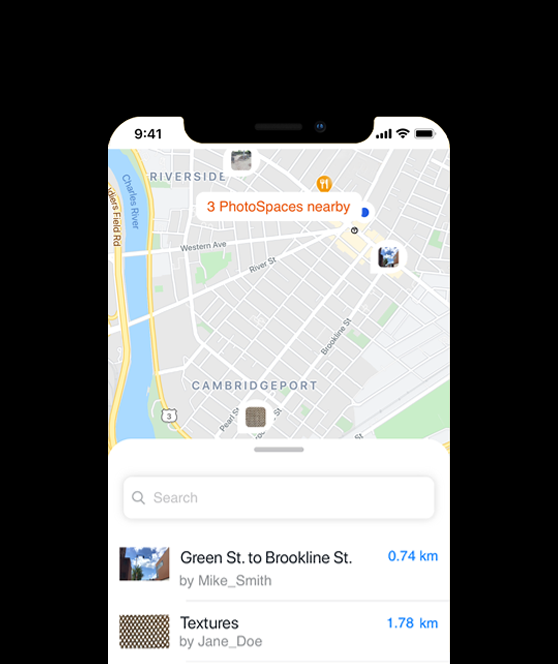 9:41
RIVERSIDE
Charles River
diers Field Rd
3 PhotoSpaces nearby
Western Ave
River St
Brookline St
CAMBRIDGEPORT
3
Pearl St
Search
Green St. to Brookline St.
0.74 km
by Mike_Smith
Textures
1.78 km
by Jane_Doe